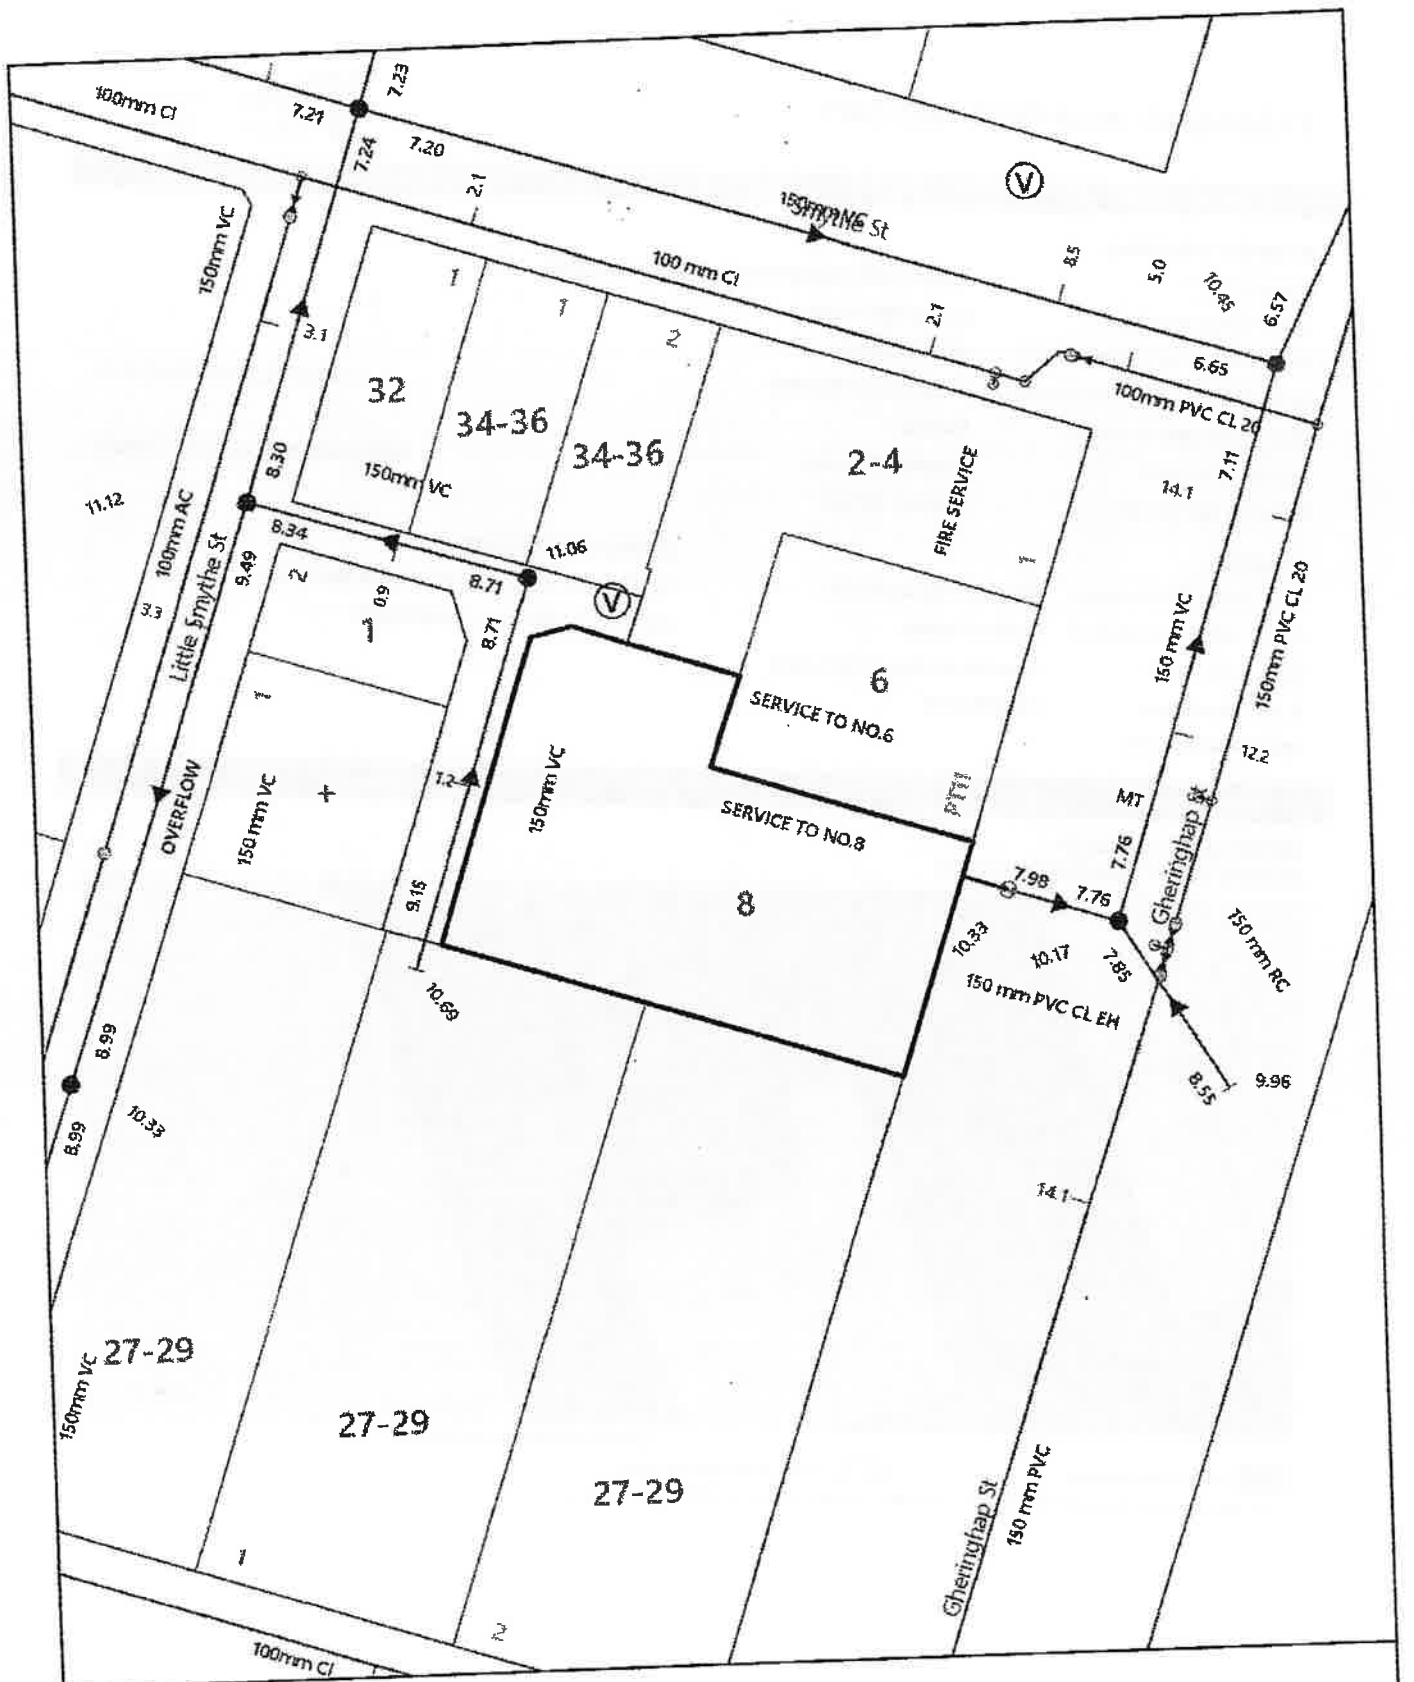 7.23
100mm CI
7.21
7.24
7.20
2.1
150mm VC
Smythe St
V
150mm VC
100 mm CI
8.5
5.0
10.45
6.57
1
1
2
3.1
2.1
6.65
100mm PVC CL 20
32
34-36
34-36
2-4
FIRE SERVICE
7.11
14.1
8.30
150mm VC
11.12
100mm AC
8.34
11.06
Little Smythe St
9.49
2
0.9
8.71
V
1
150mm PVC CL 20
3.3
1
8.71
150 mm VC
6
SERVICE TO NO.6
1
12.2
OVERFLOW
150 mm VC
+
1.2
150mm VC
SERVICE TO NO.8
PT11
MT
Gheringhap St
7.76
9.15
8
7.98
7.76
10.33
10.17
7.85
150 mm RC
150 mm PVC CL EH
10.69
8.99
8.55
9.96
8.99
10.33
14.1
27-29
150mm VC
27-29
27-29
Gheringhap St
150 mm PVC
1
2
100mm CI